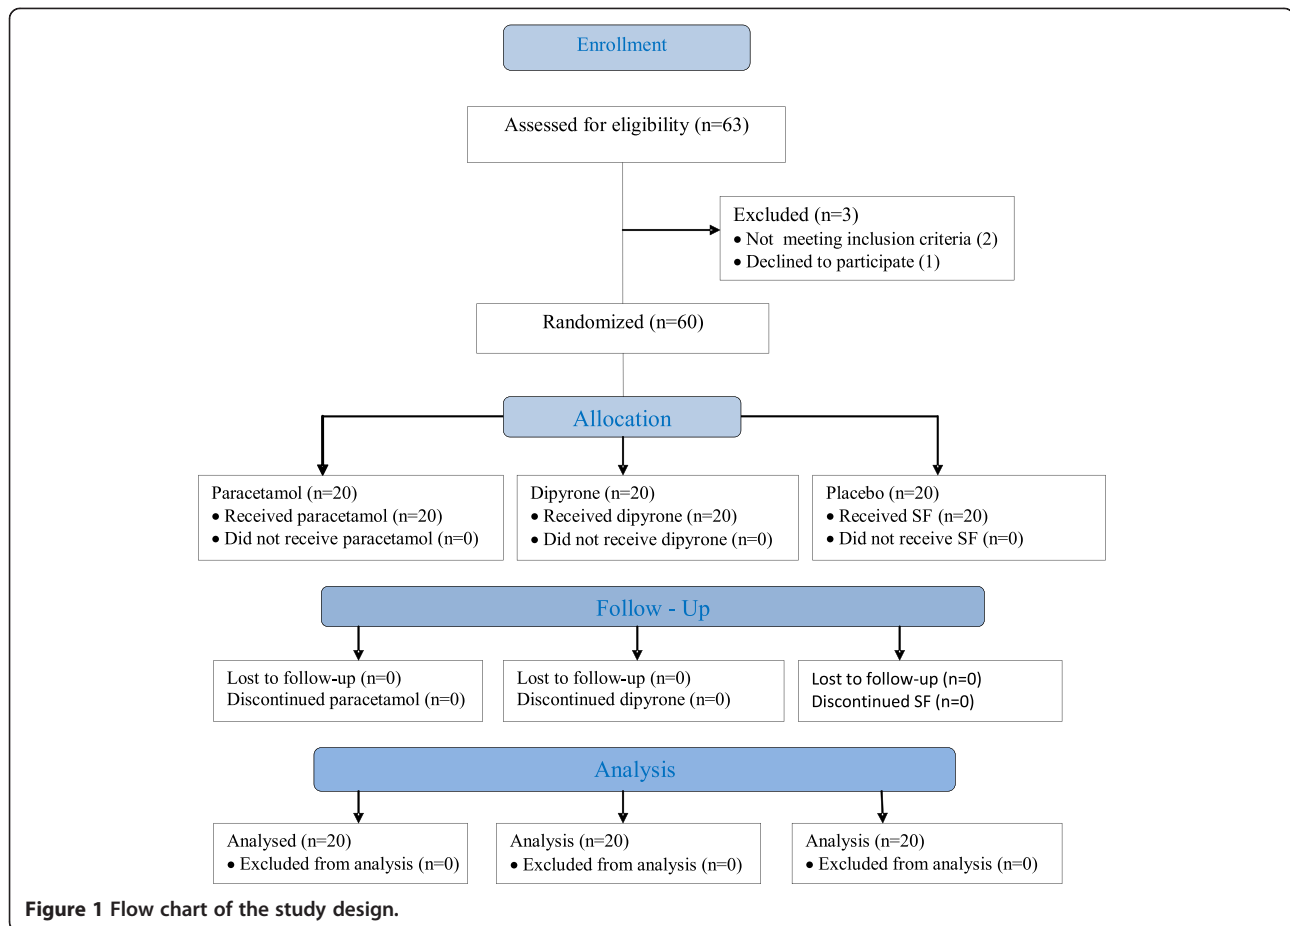 Enrollment
Assessed for eligibility (n=63)
Excluded (n=3)
• Not meeting inclusion criteria (2)
• Declined to participate (1)
Randomized (n=60)
Allocation
Paracetamol (n=20)
• Received paracetamol (n=20)
• Did not receive paracetamol (n=0)
Dipyrone (n=20)
• Received dipyrone (n=20)
• Did not receive dipyrone (n=0)
Placebo (n=20)
• Received SF (n=20)
• Did not receive SF (n=0)
Follow - Up
Lost to follow-up (n=0)
Discontinued paracetamol (n=0)
Lost to follow-up (n=0)
Discontinued dipyrone (n=0)
Lost to follow-up (n=0)
Discontinued SF (n=0)
Analysis
Analysed (n=20)
• Excluded from analysis (n=0)
Analysis (n=20)
• Excluded from analysis (n=0)
Analysis (n=20)
• Excluded from analysis (n=0)
Figure 1 Flow chart of the study design.